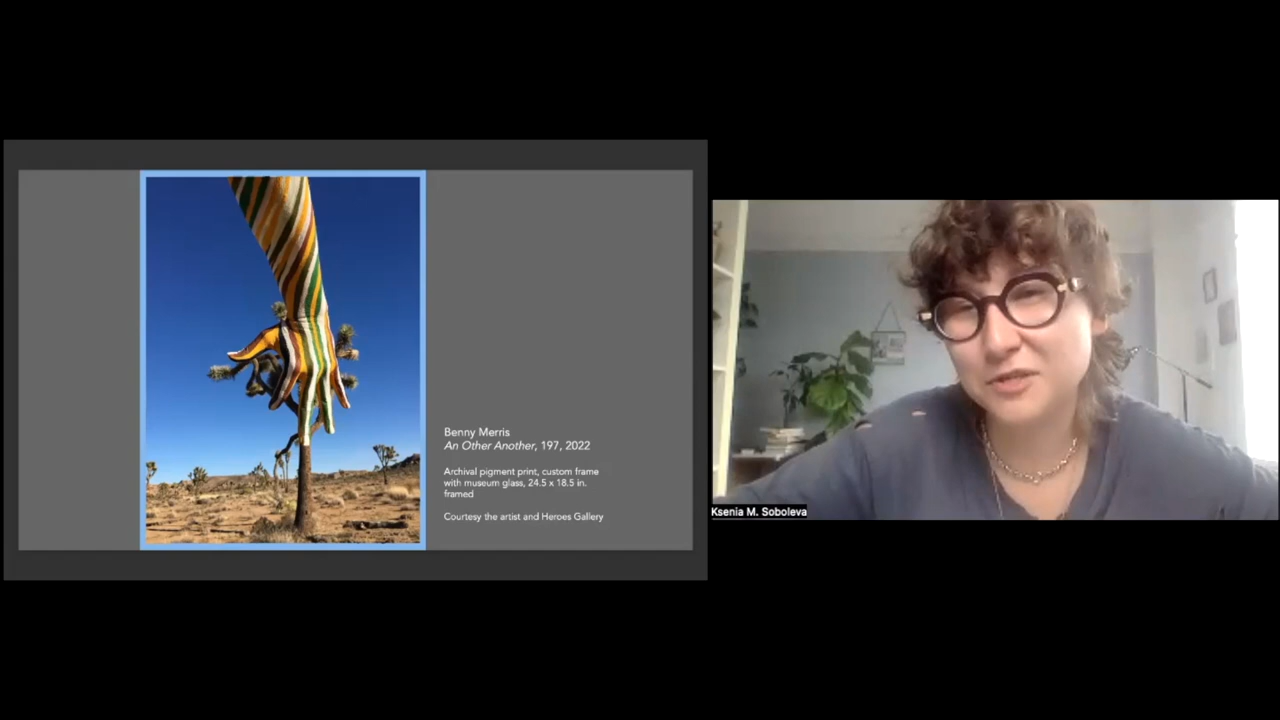 Benny Merris
An Other Another, 197, 2022
Archival pigment print, custom frame
with museum glass, 24.5 x 18.5 in.
framed
Courtesy the artist and Heroes Gallery
Ksenia M. Soboleva